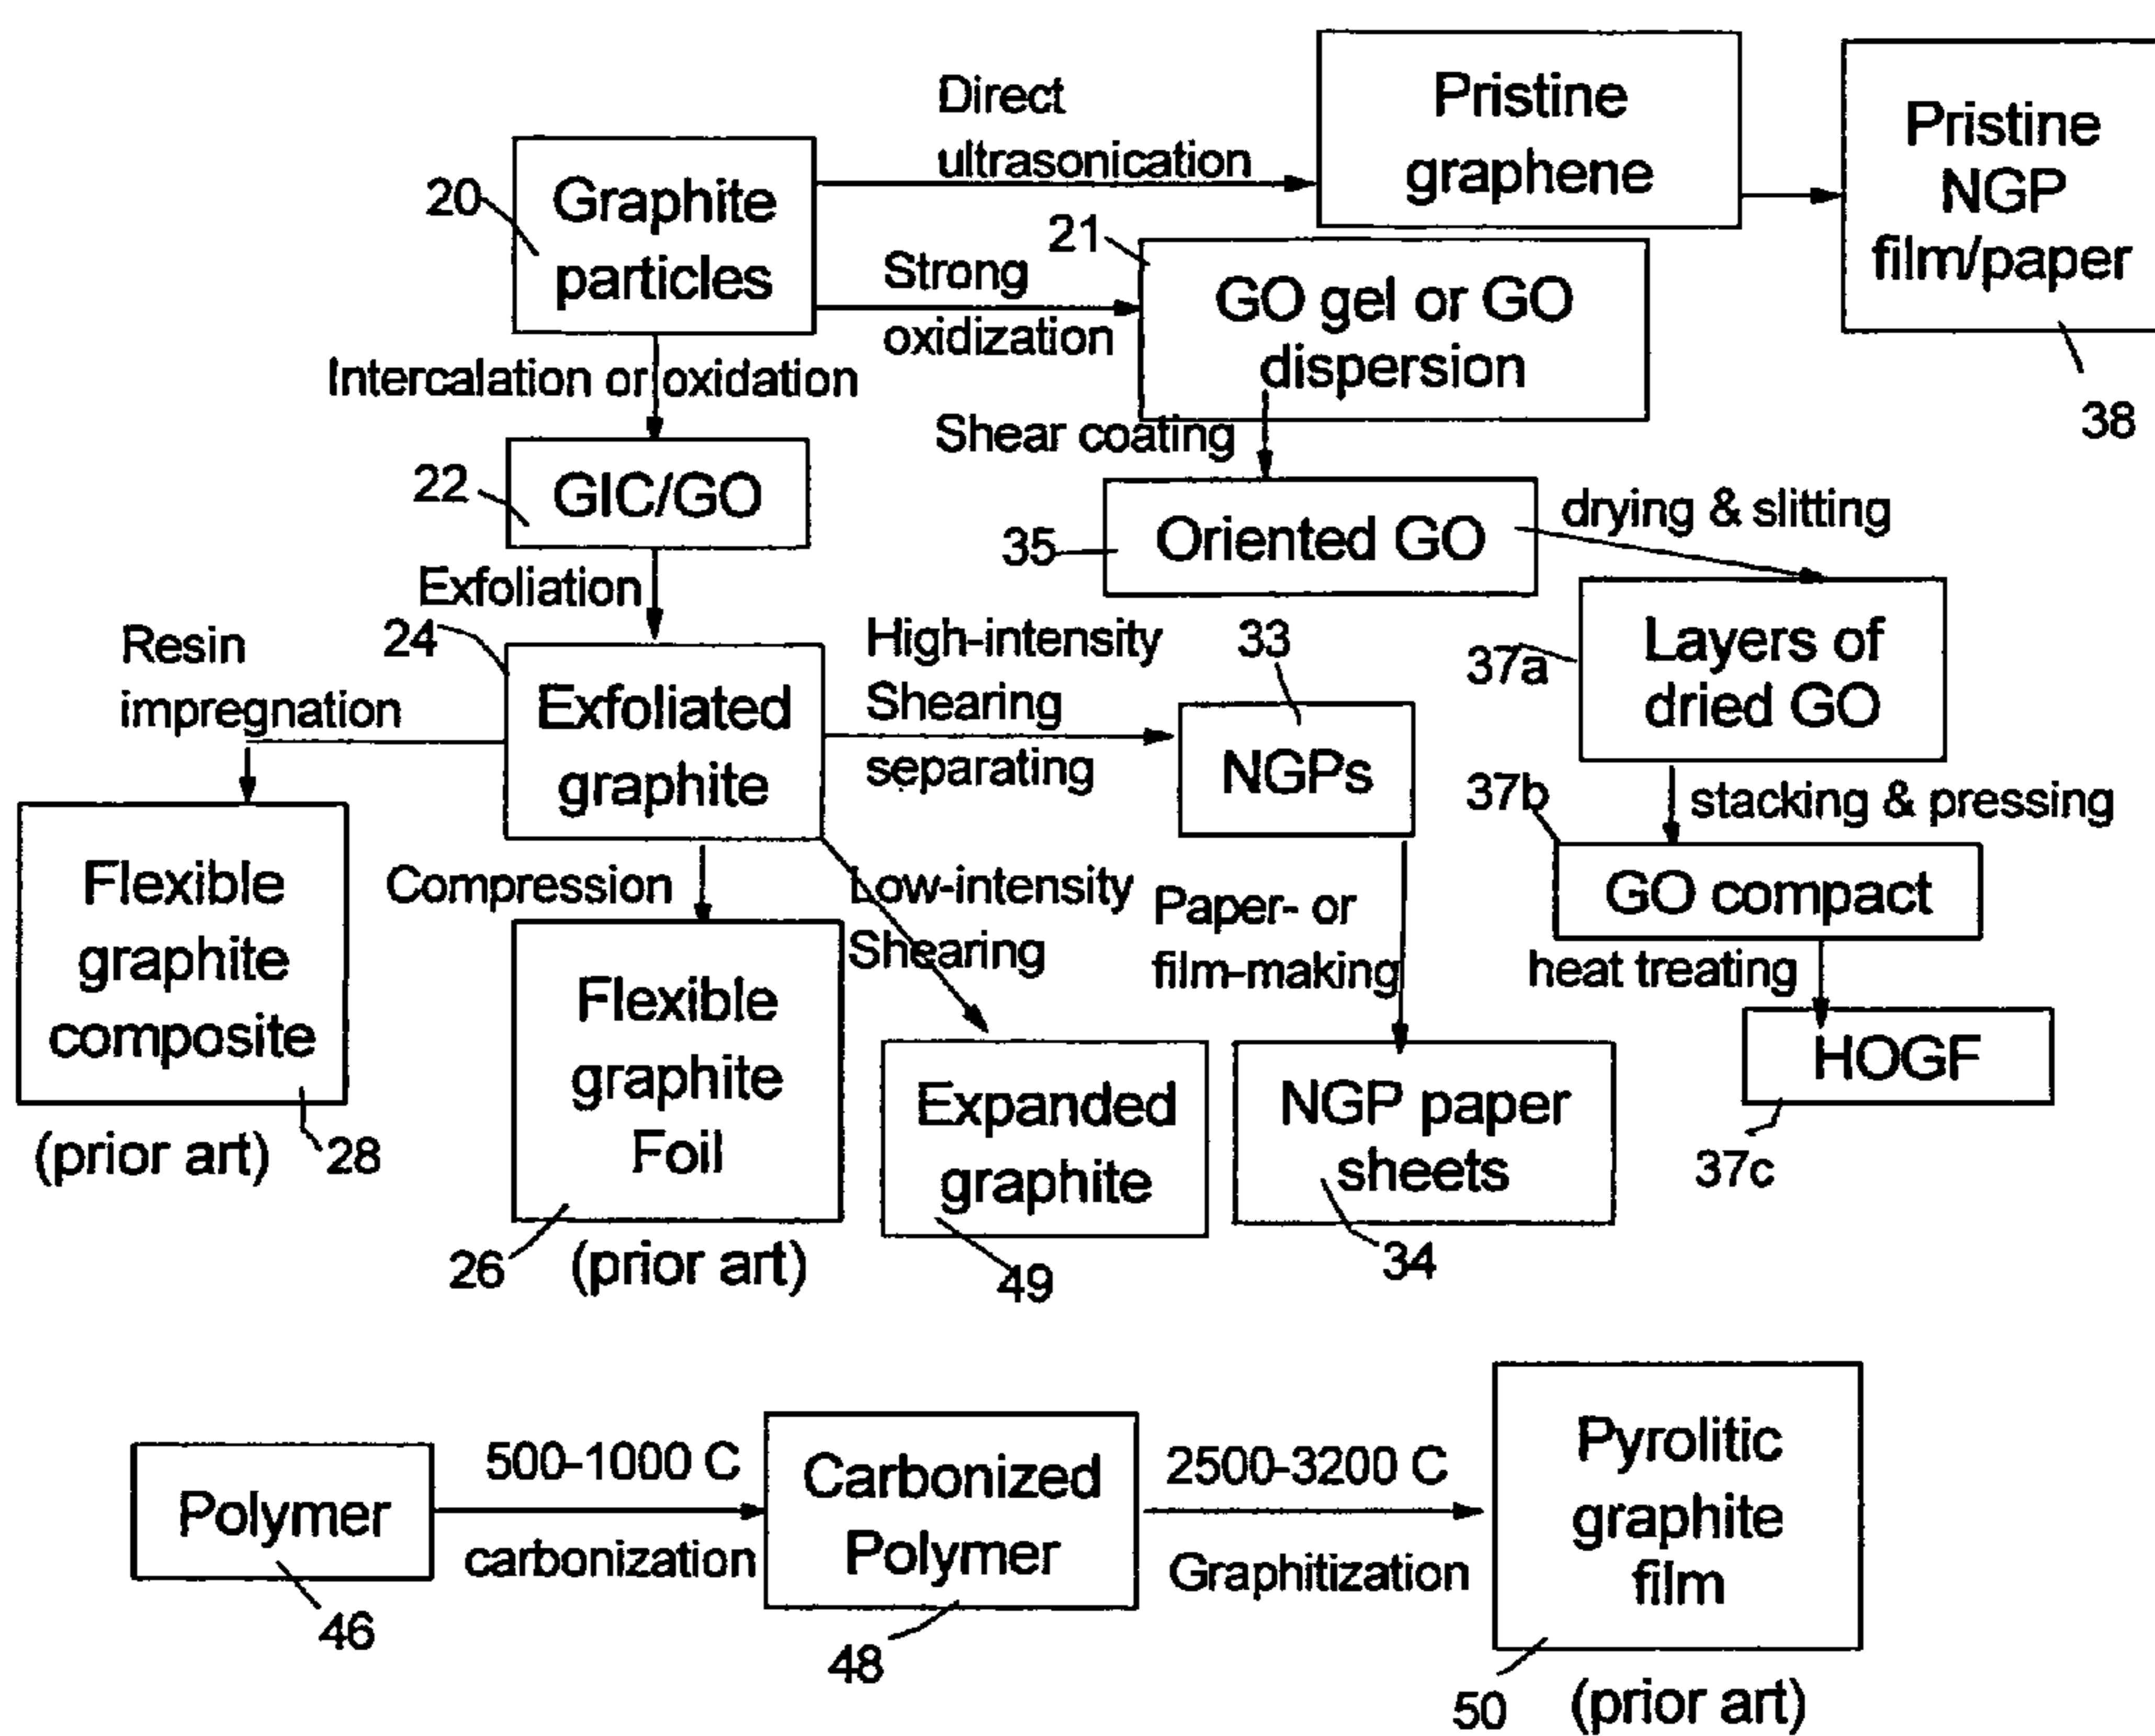 Direct
ultrasonication
Pristine
graphene
Pristine
NGP
film/paper
38
20
Graphite
particles
Strong
oxidization
21
GO gel or GO
dispersion
Intercalation or oxidation
Shear coating
22
GIC/GO
35
Oriented GO
drying & slitting
Exfoliation
37a
Layers of
dried GO
Resin
impregnation
24
Exfoliated
graphite
High-intensity
Shearing
separating
33
NGPs
37b
stacking & pressing
GO compact
Flexible
graphite
composite
28
(prior art)
Compression
Flexible
graphite
Foil
26
(prior art)
Low-intensity
Shearing
Expanded
graphite
49
Paper- or
film-making
NGP paper
sheets
34
heat treating
HOGF
37c
Polymer
46
500-1000 C
carbonization
Carbonized
Polymer
48
2500-3200 C
Graphitization
Pyrolitic
graphite
film
50
(prior art)